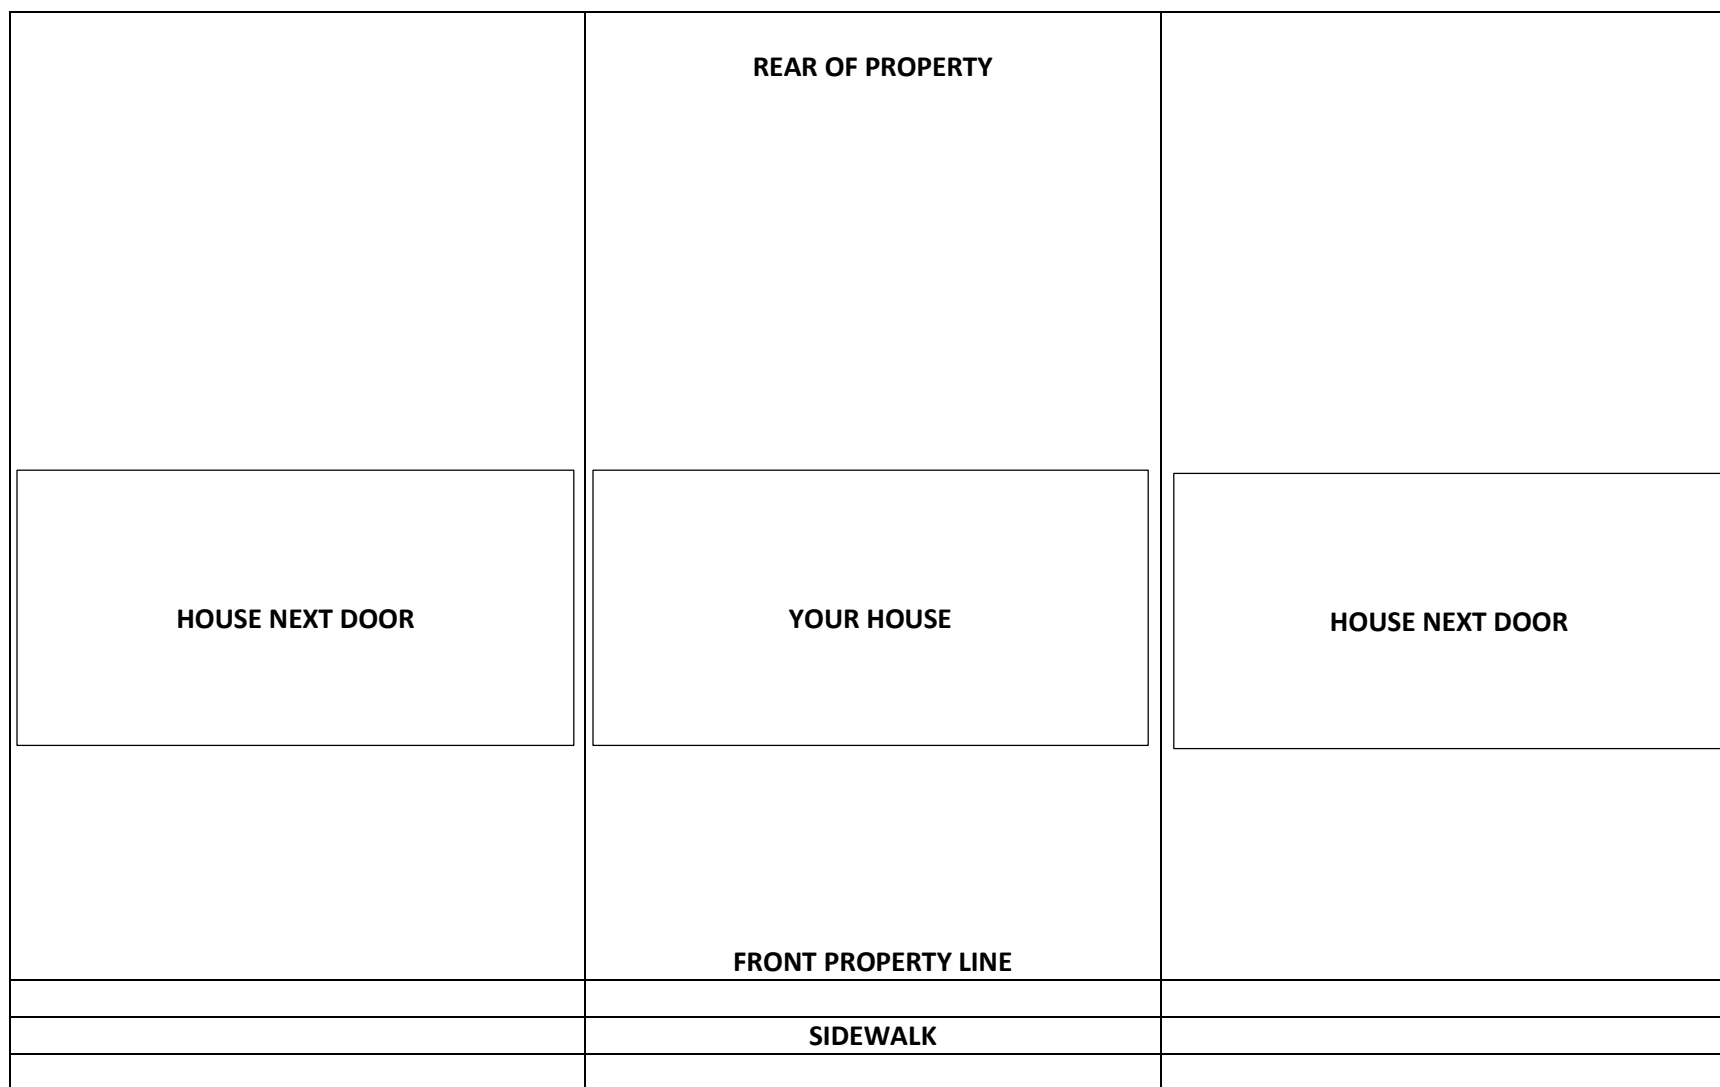 REAR OF PROPERTY
HOUSE NEXT DOOR
YOUR HOUSE
HOUSE NEXT DOOR
FRONT PROPERTY LINE
SIDEWALK